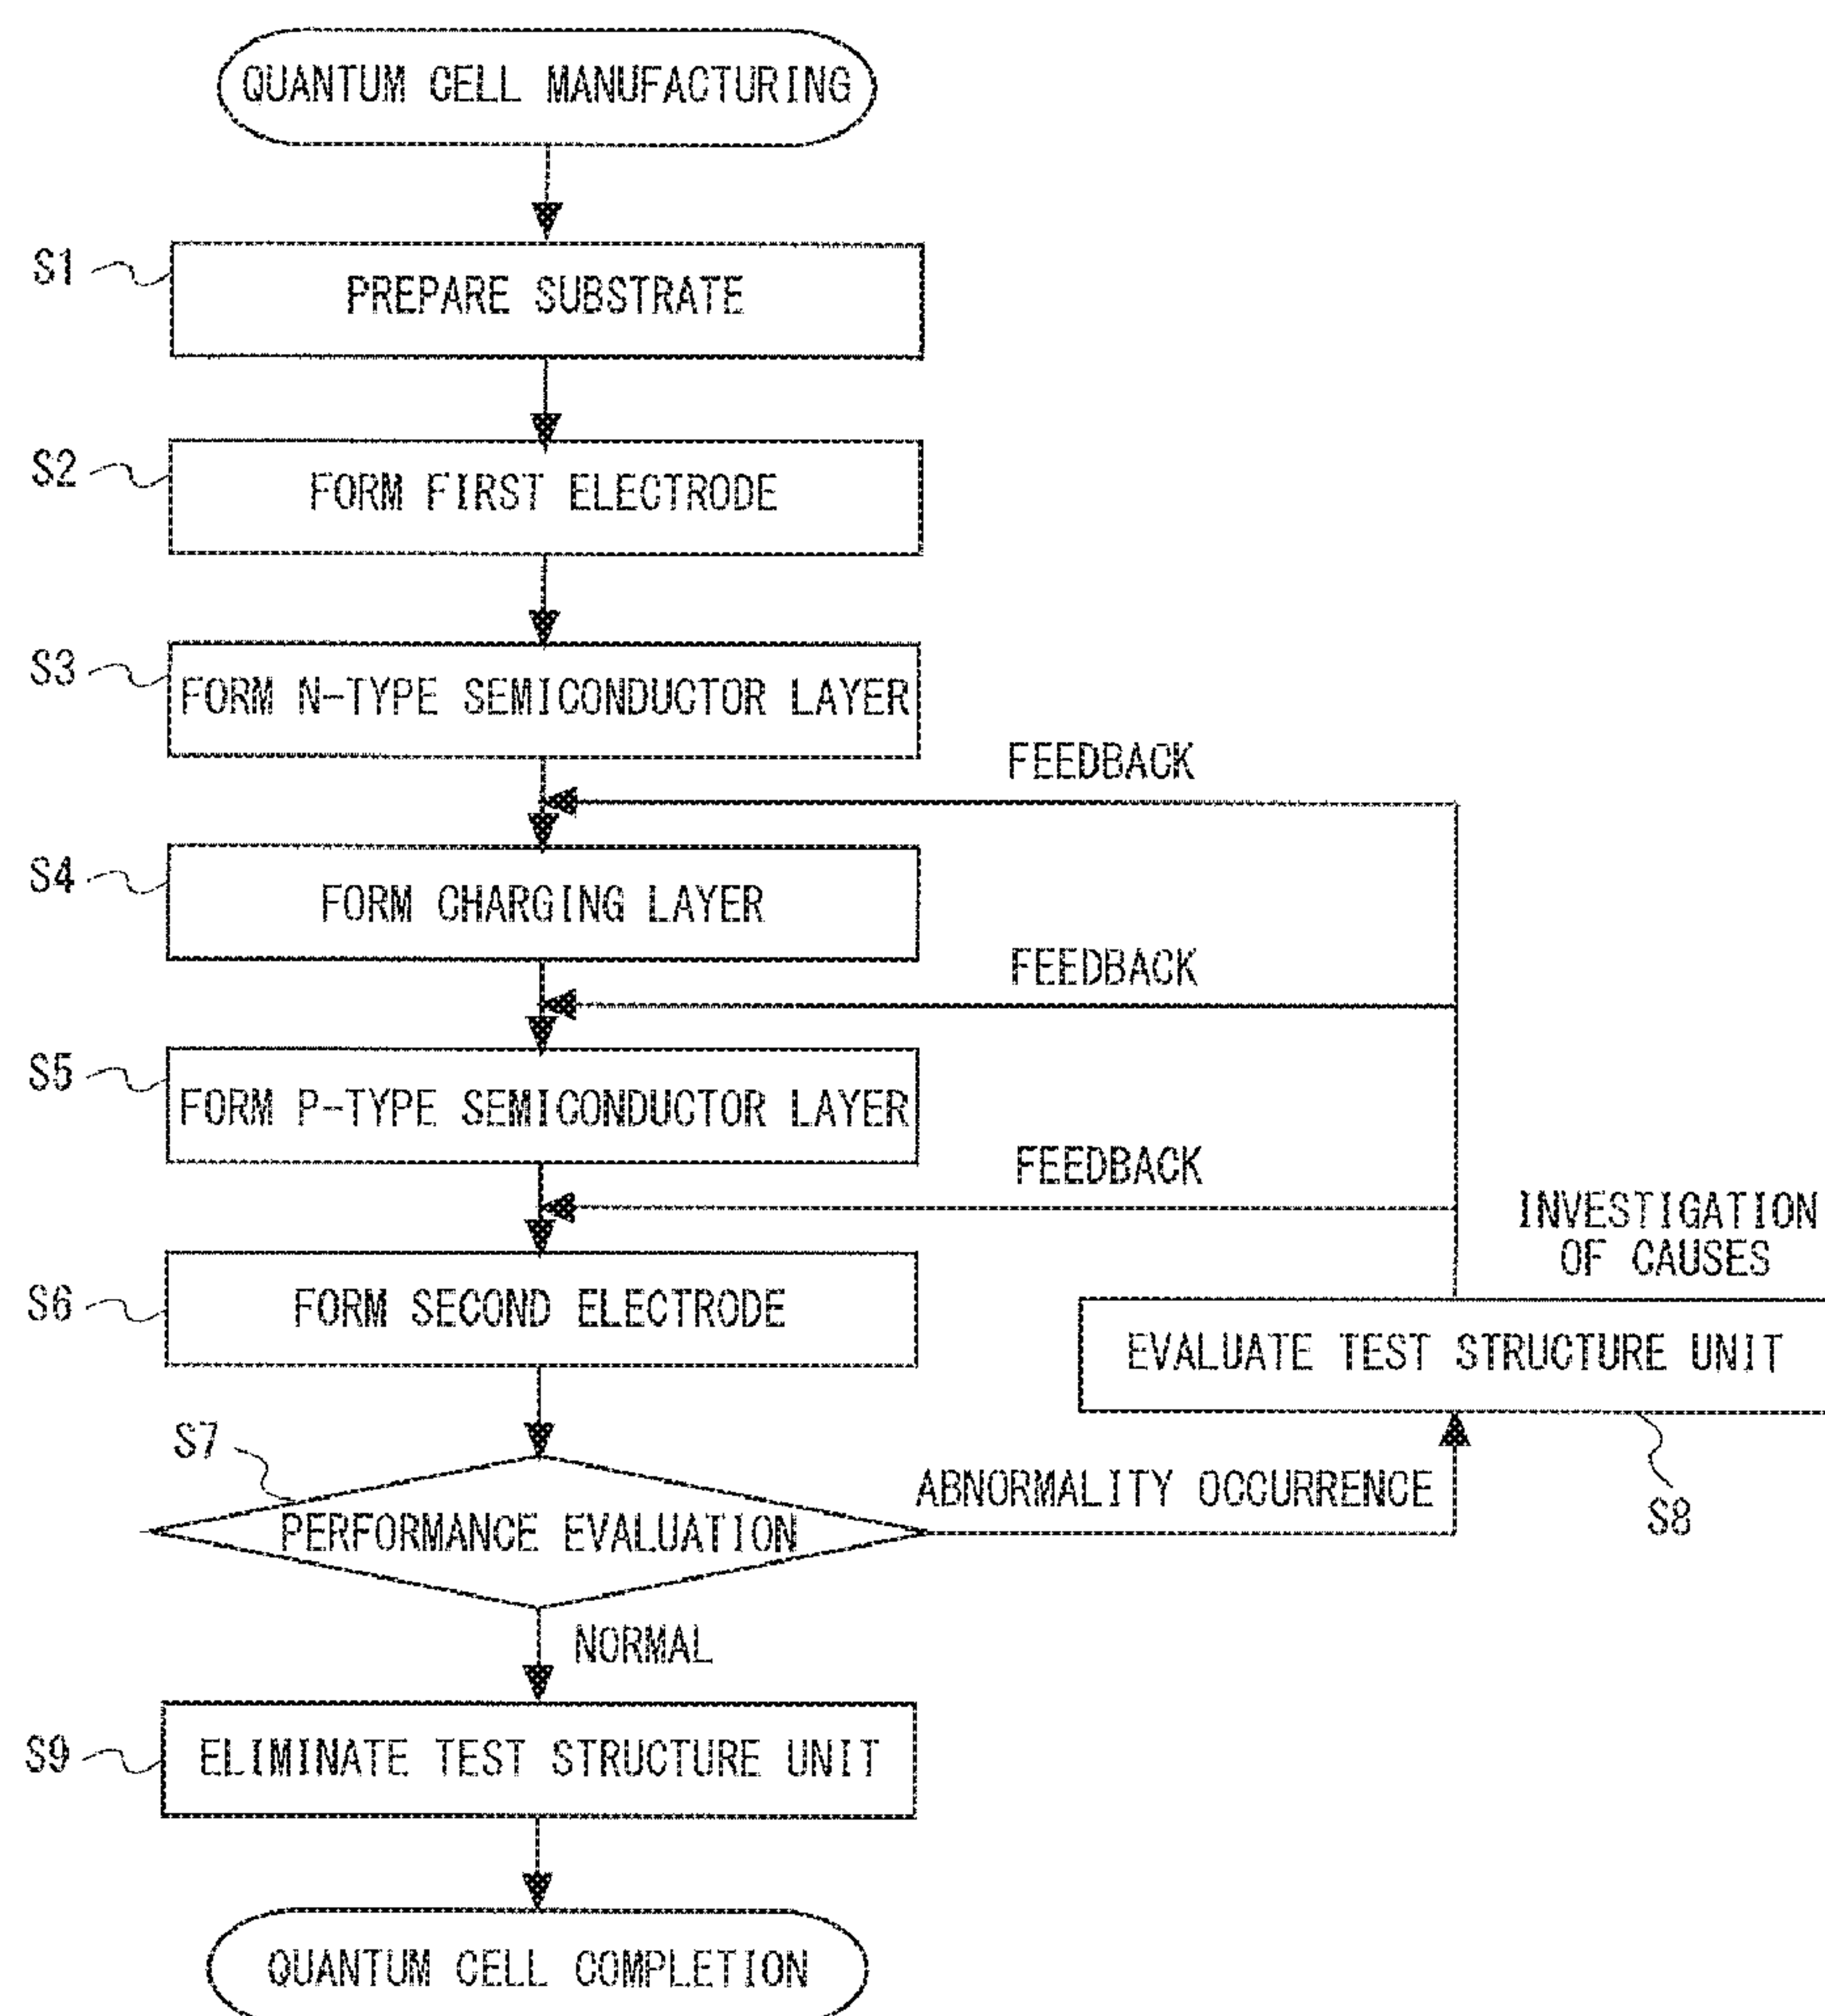 QUANTUM CELL MANUFACTURING
S1
PREPARE SUBSTRATE
S2
FORM FIRST ELECTRODE
S3
FORM N-TYPE SEMICONDUCTOR LAYER
FEEDBACK
S4
FORM CHARGING LAYER
FEEDBACK
S5
FORM P-TYPE SEMICONDUCTOR LAYER
FEEDBACK
INVESTIGATION
OF CAUSES
S6
FORM SECOND ELECTRODE
EVALUATE TEST STRUCTURE UNIT
S7
ABNORMALITY OCCURRENCE
S8
PERFORMANCE EVALUATION
NORMAL
S9
ELIMINATE TEST STRUCTURE UNIT
QUANTUM CELL COMPLETION